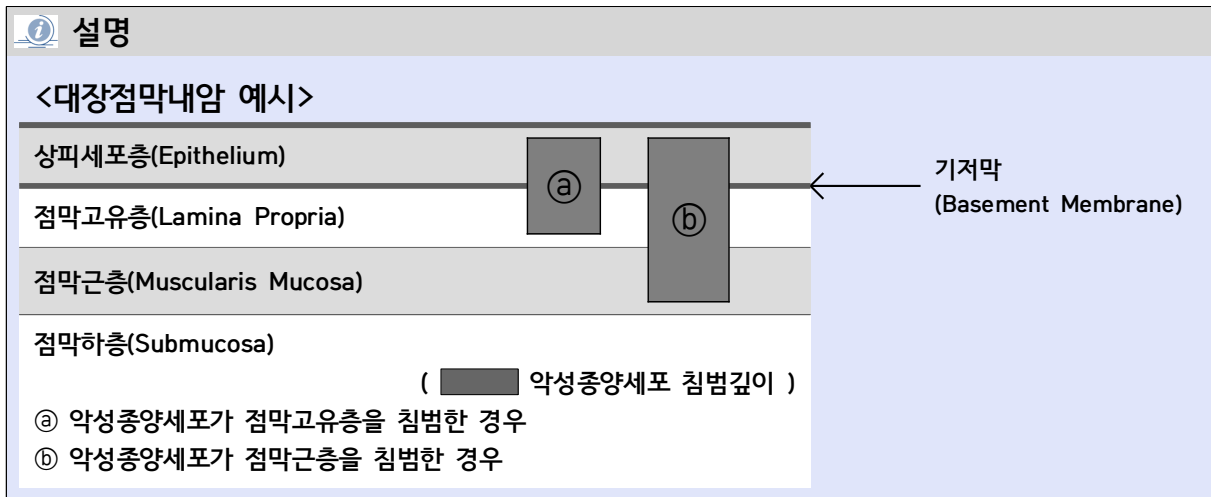 설명
<대장점막내암 예시>
상피세포층(Epithelium)
ⓐ
기저막
(Basement Membrane)
점막고유층(Lamina Propria)
ⓑ
점막근층(Muscularis Mucosa)
점막하층(Submucosa)
( 악성종양세포 침범깊이 )
ⓐ 악성종양세포가 점막고유층을 침범한 경우
ⓑ 악성종양세포가 점막근층을 침범한 경우